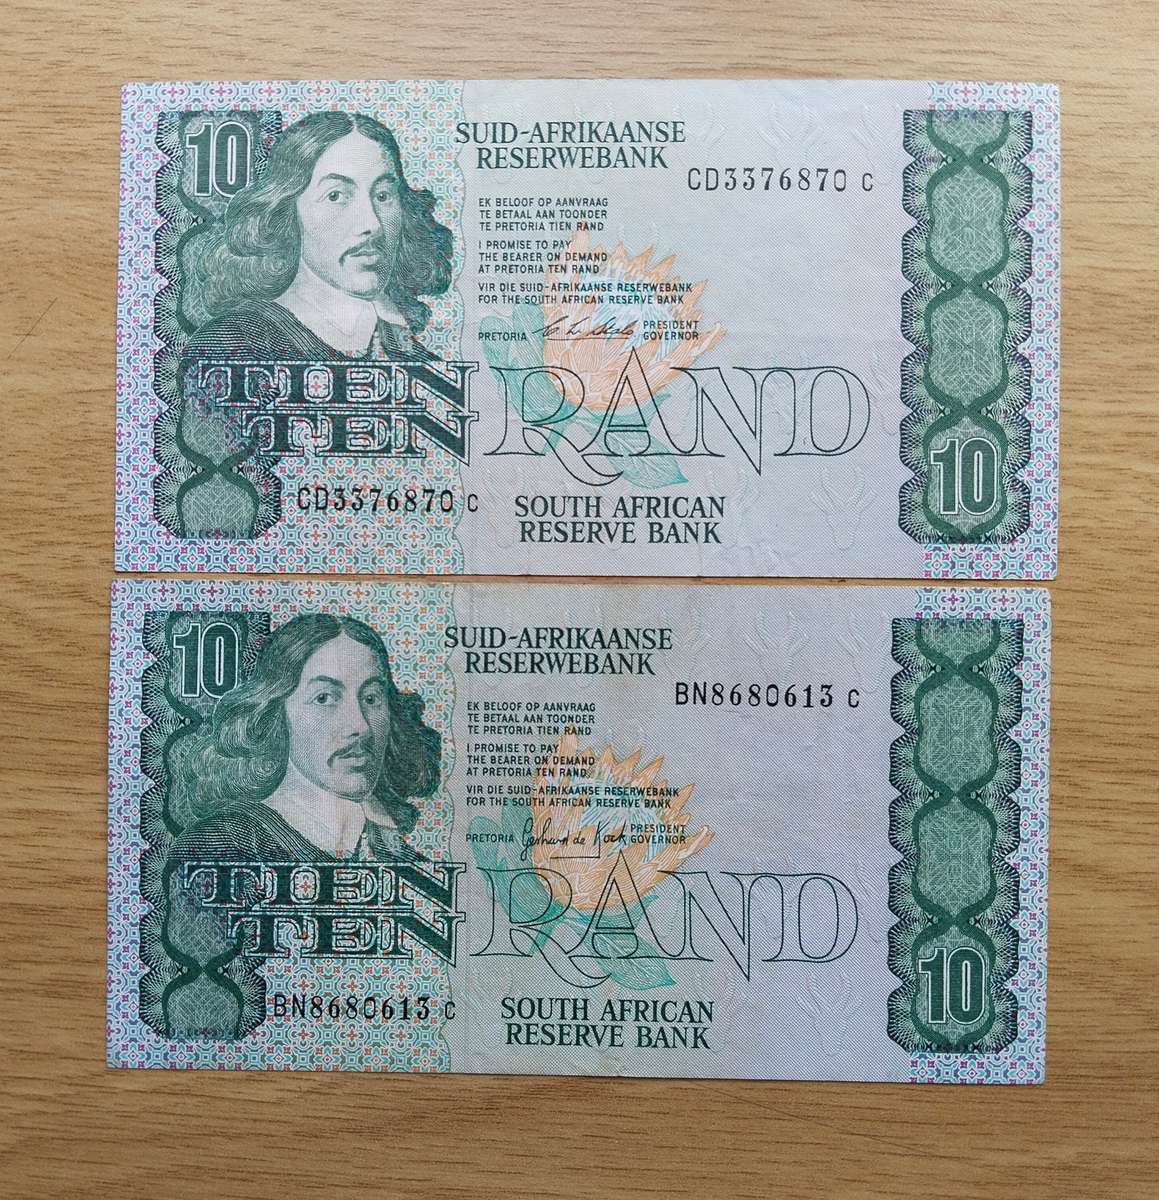 10
SUID-AFRIKAANSE
RESERWEBANK
CD3376870 C
EK BELOOF OP AANVRAAG
TE BETAAL AAN TOONDER
TE PRETORIA TIEN RAND
I PROMISE TO PAY
THE BEARER ON DEMAND
AT PRETORIA TEN RAND
VIR DIE SUID-AFRIKAANSE RESERWEBANK
FOR THE SOUTH AFRICAN RESERVE BANK
PRETORIA PRESIDENT
GOVERNOR
TIEN
TEN RAND
10
CD3376870 C
SOUTH AFRICAN
RESERVE BANK
10
SUID-AFRIKAANSE
RESERWEBANK
BN8680613 C
EK BELOOF OP AANVRAAG
TE BETAAL AAN TOONDER
TE PRETORIA TIEN RAND
I PROMISE TO PAY
THE BEARER ON DEMAND
AT PRETORIA TEN RAND
VIR DIE SUID-AFRIKAANSE RESERWEBANK
FOR THE SOUTH AFRICAN RESERVE BANK
PRETORIA Gerhard de Kock PRESIDENT
GOVERNOR
TIEN
TEN RAND
10
BN8680613 C
SOUTH AFRICAN
RESERVE BANK